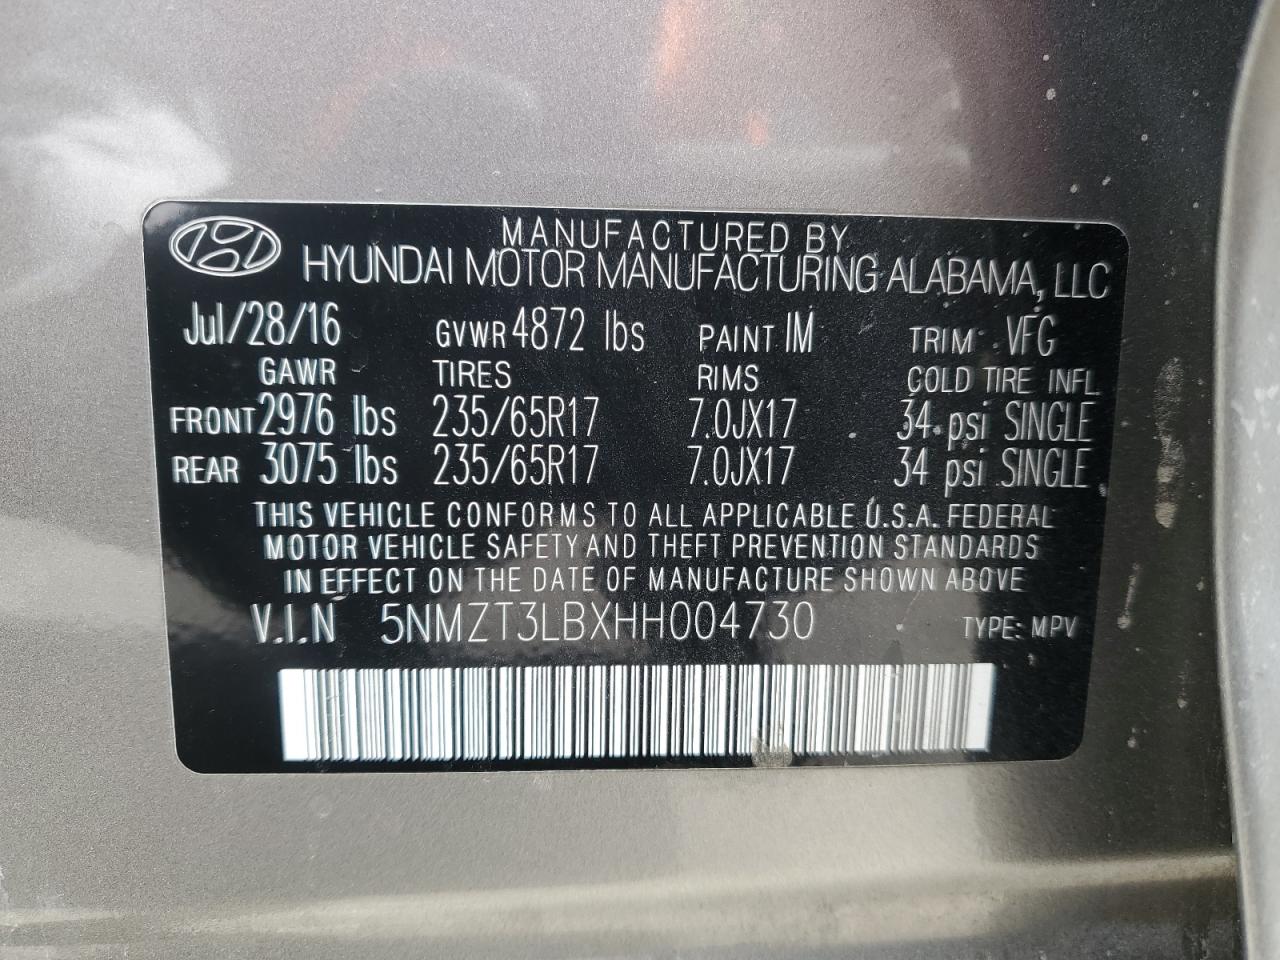 MANUFACTURED BY
HYUNDAI MOTOR MANUFACTURING ALABAMA, LLC
Jul/28/16 GVWR 4872 lbs PAINT IM TRIM: VFG
GAWR TIRES RIMS COLD TIRE INFL
FRONT 2976 lbs 235/65R17 7.0JX17 34 psi SINGLE
REAR 3075 lbs 235/65R17 7.0JX17 34 psi SINGLE
THIS VEHICLE CONFORMS TO ALL APPLICABLE U.S.A. FEDERAL
MOTOR VEHICLE SAFETY AND THEFT PREVENTION STANDARDS
IN EFFECT ON THE DATE OF MANUFACTURE SHOWN ABOVE
V.I.N 5NMZT3LBXHH004730 TYPE: MPV